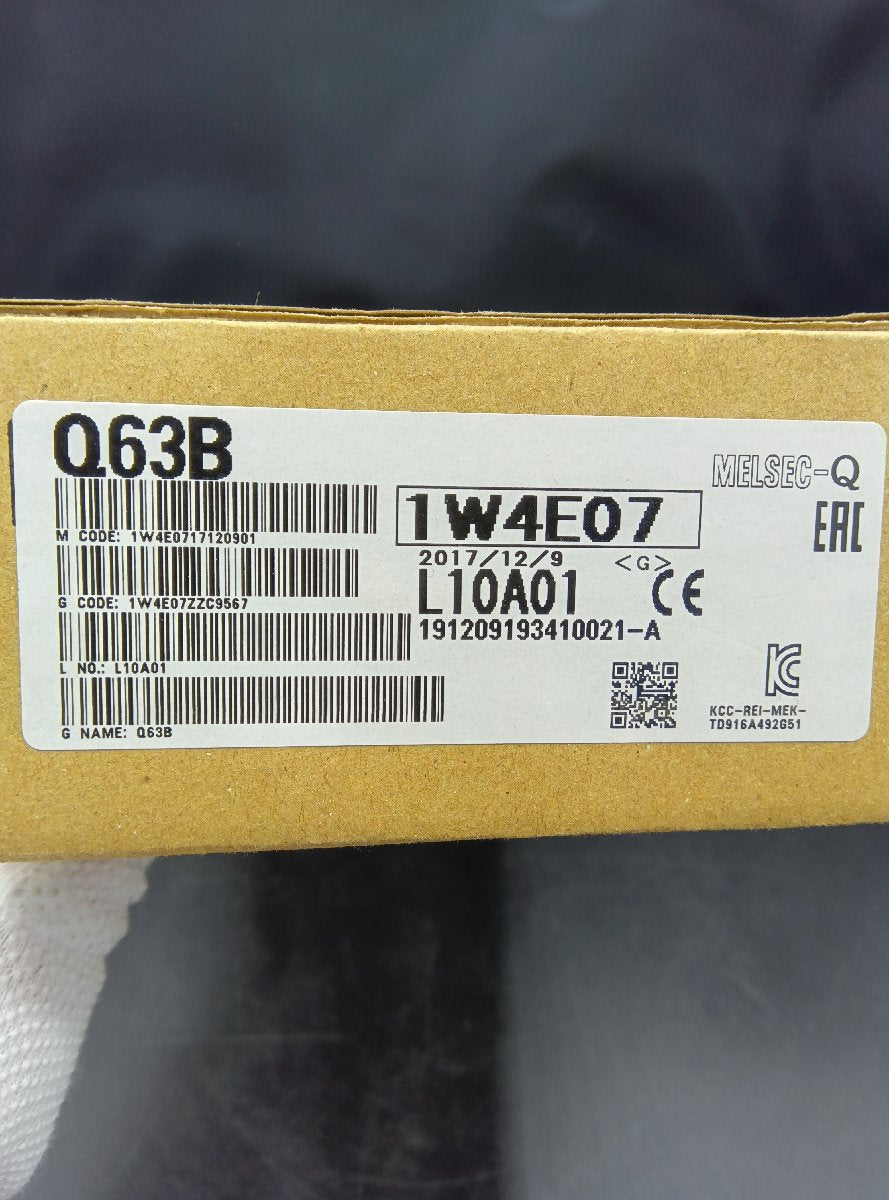 Q63B
MELSEC-Q
1W4E07
EAC
M CODE: 1W4E0717120901
2017/12/9 <G>
L10A01 CE
G CODE: 1W4E07ZZC9567
191209193410021-A
L NO.: L10A01
KC
KCC-REI-MEK-
TD916A492G51
G NAME: Q63B